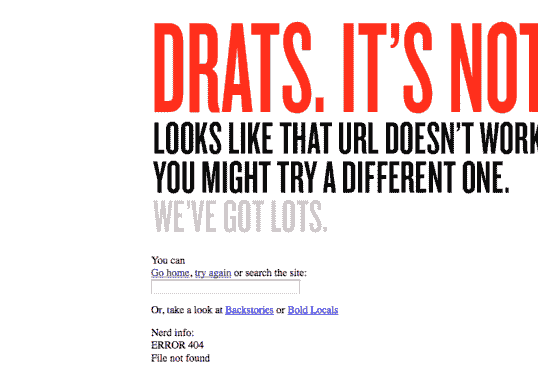 DRATS. IT'S NOT
LOOKS LIKE THAT URL DOESN'T WORK
YOU MIGHT TRY A DIFFERENT ONE.
WE'VE GOT LOTS.
You can
Go home, try again or search the site:
Or, take a look at Backstories or Bold Locals
Nerd info:
ERROR 404
File not found